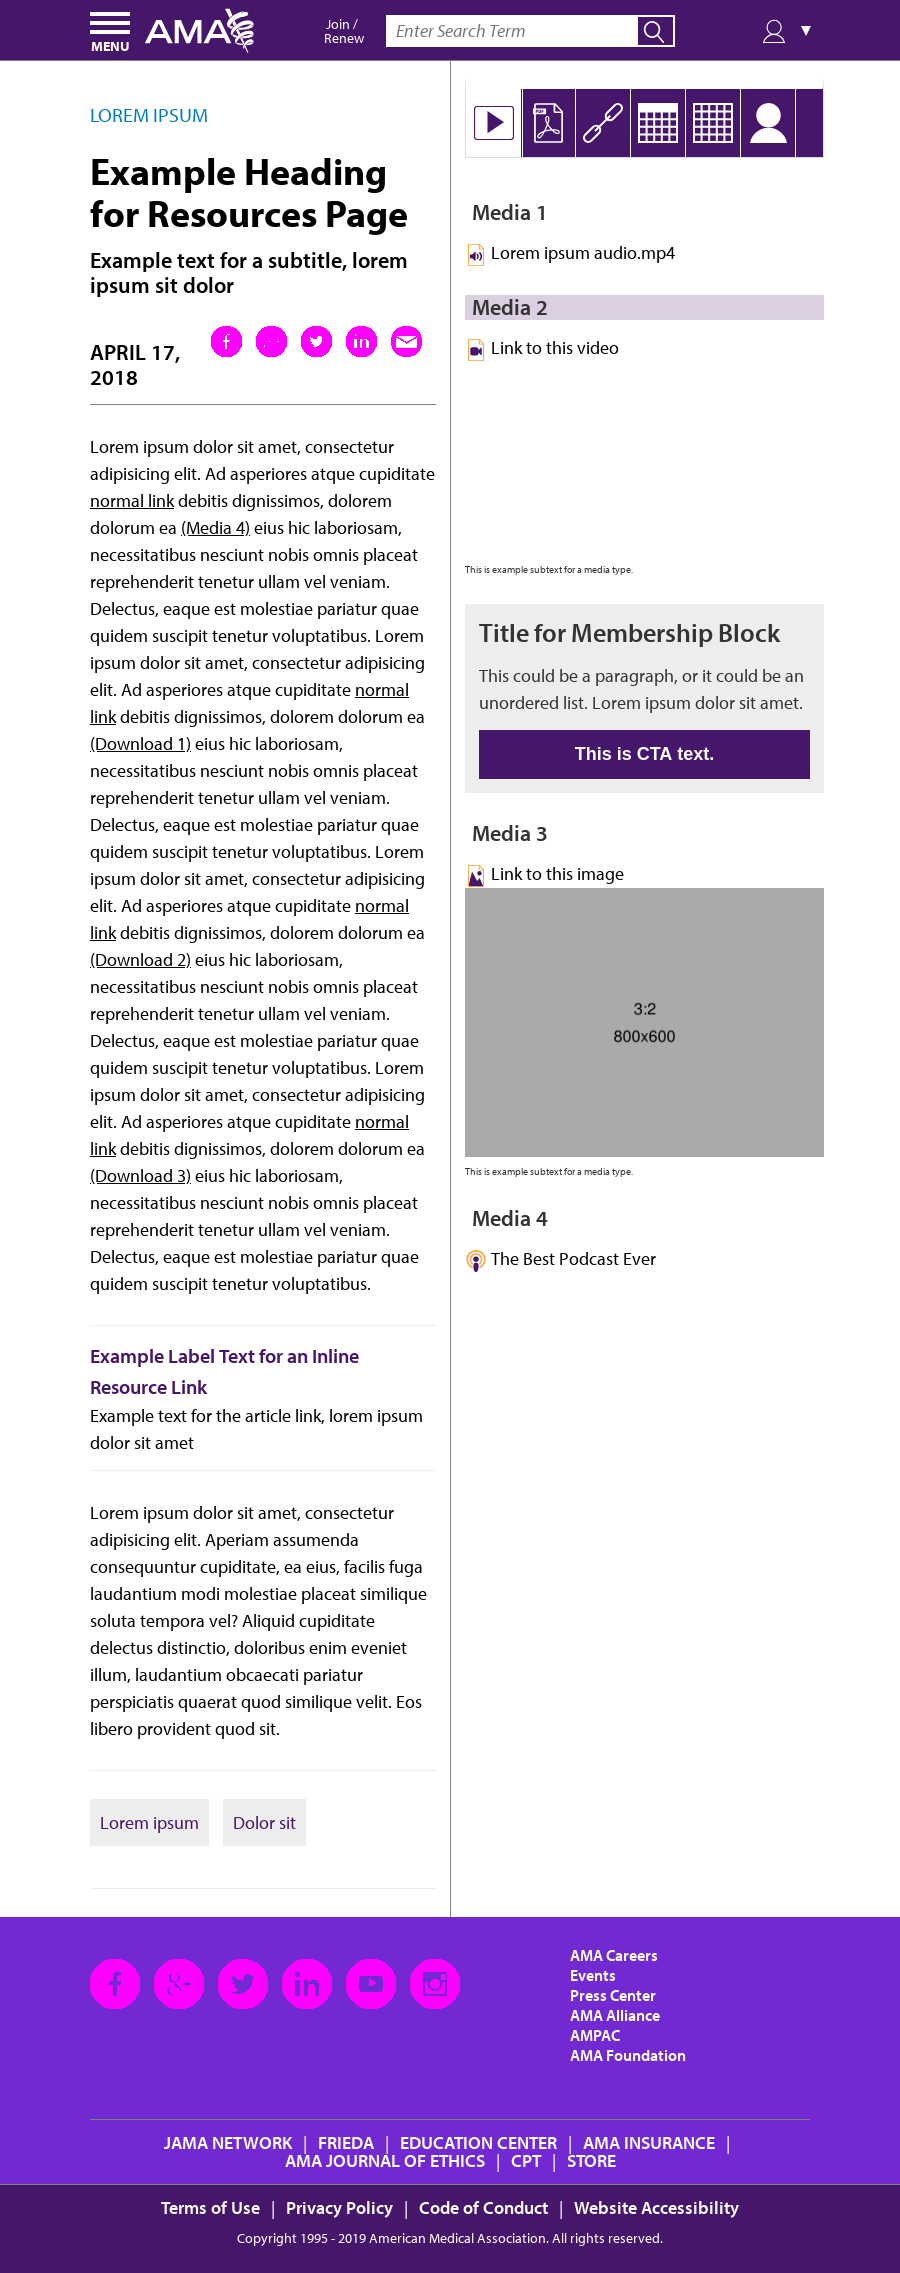 MENU
AMA
Join /
Renew
Enter Search Term
LOREM IPSUM
Example Heading
for Resources Page
Example text for a subtitle, lorem
ipsum sit dolor
APRIL 17,
2018
Lorem ipsum dolor sit amet, consectetur
adipisicing elit. Ad asperiores atque cupiditate
normal link debitis dignissimos, dolorem
dolorum ea (Media 4) eius hic laboriosam,
necessitatibus nesciunt nobis omnis placeat
reprehenderit tenetur ullam vel veniam.
Delectus, eaque est molestiae pariatur quae
quidem suscipit tenetur voluptatibus. Lorem
ipsum dolor sit amet, consectetur adipisicing
elit. Ad asperiores atque cupiditate normal
link debitis dignissimos, dolorem dolorum ea
(Download 1) eius hic laboriosam,
necessitatibus nesciunt nobis omnis placeat
reprehenderit tenetur ullam vel veniam.
Delectus, eaque est molestiae pariatur quae
quidem suscipit tenetur voluptatibus. Lorem
ipsum dolor sit amet, consectetur adipisicing
elit. Ad asperiores atque cupiditate normal
link debitis dignissimos, dolorem dolorum ea
(Download 2) eius hic laboriosam,
necessitatibus nesciunt nobis omnis placeat
reprehenderit tenetur ullam vel veniam.
Delectus, eaque est molestiae pariatur quae
quidem suscipit tenetur voluptatibus. Lorem
ipsum dolor sit amet, consectetur adipisicing
elit. Ad asperiores atque cupiditate normal
link debitis dignissimos, dolorem dolorum ea
(Download 3) eius hic laboriosam,
necessitatibus nesciunt nobis omnis placeat
reprehenderit tenetur ullam vel veniam.
Delectus, eaque est molestiae pariatur quae
quidem suscipit tenetur voluptatibus.
Example Label Text for an Inline
Resource Link
Example text for the article link, lorem ipsum
dolor sit amet
Lorem ipsum dolor sit amet, consectetur
adipisicing elit. Aperiam assumenda
consequuntur cupiditate, ea eius, facilis fuga
laudantium modi molestiae placeat similique
soluta tempora vel? Aliquid cupiditate
delectus distinctio, doloribus enim eveniet
illum, laudantium obcaecati pariatur
perspiciatis quaerat quod similique velit. Eos
libero provident quod sit.
Lorem ipsum Dolor sit
PDF
Media 1
Lorem ipsum audio.mp4
Media 2
Link to this video
This is example subtext for a media type.
Title for Membership Block
This could be a paragraph, or it could be an
unordered list. Lorem ipsum dolor sit amet.
This is CTA text.
Media 3
Link to this image
3:2
800x600
This is example subtext for a media type.
Media 4
The Best Podcast Ever
AMA Careers
Events
Press Center
AMA Alliance
AMPAC
AMA Foundation
JAMA NETWORK | FRIEDA | EDUCATION CENTER | AMA INSURANCE |
AMA JOURNAL OF ETHICS | CPT | STORE
Terms of Use | Privacy Policy | Code of Conduct | Website Accessibility
Copyright 1995 - 2019 American Medical Association. All rights reserved.